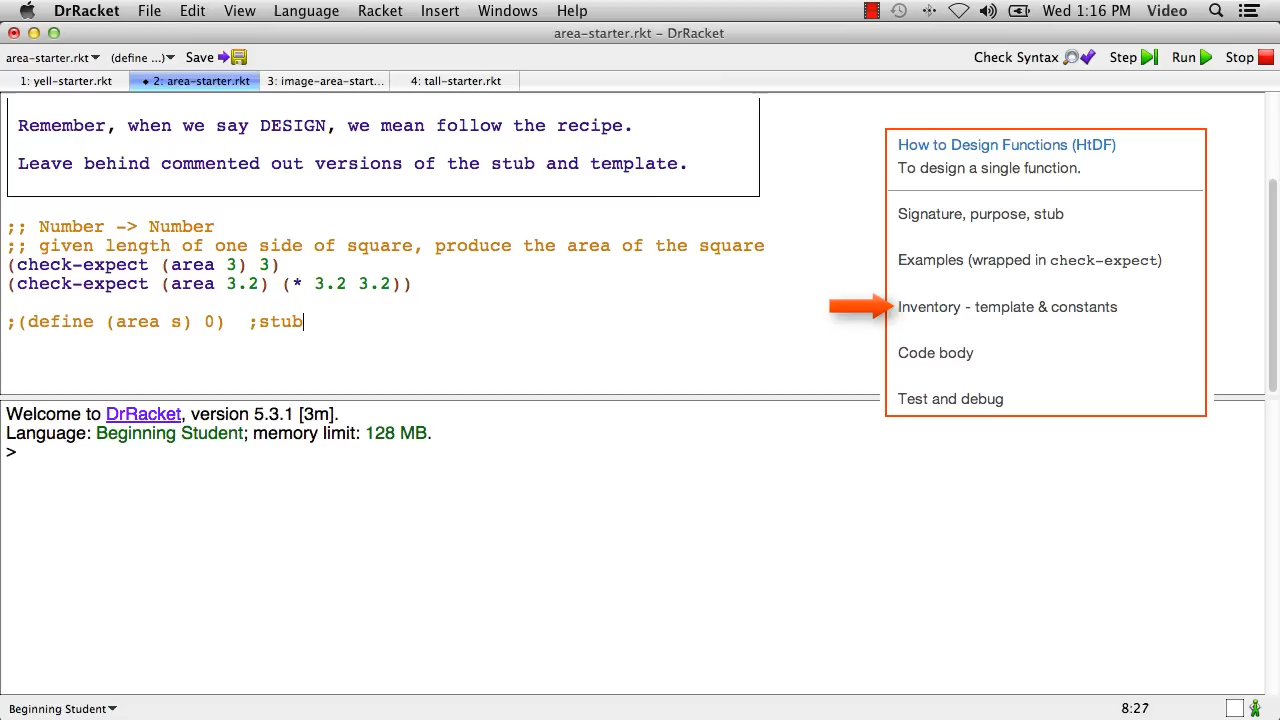 DrRacket File Edit View Language Racket Insert Windows Help Wed 1:16 PM Video
area-starter.rkt - DrRacket
area-starter.rkt (define ...) Save Check Syntax Step Run Stop
1: yell-starter.rkt • 2: area-starter.rkt 3: image-area-start... 4: tall-starter.rkt
Remember, when we say DESIGN, we mean follow the recipe.
Leave behind commented out versions of the stub and template.
;; Number -> Number
;; given length of one side of square, produce the area of the square
(check-expect (area 3) 3)
(check-expect (area 3.2) (* 3.2 3.2))
;(define (area s) 0)  ;stub
How to Design Functions (HtDF)
To design a single function.
Signature, purpose, stub
Examples (wrapped in check-expect)
Inventory - template & constants
Code body
Test and debug
Welcome to DrRacket, version 5.3.1 [3m].
Language: Beginning Student; memory limit: 128 MB.
>
Beginning Student 8:27